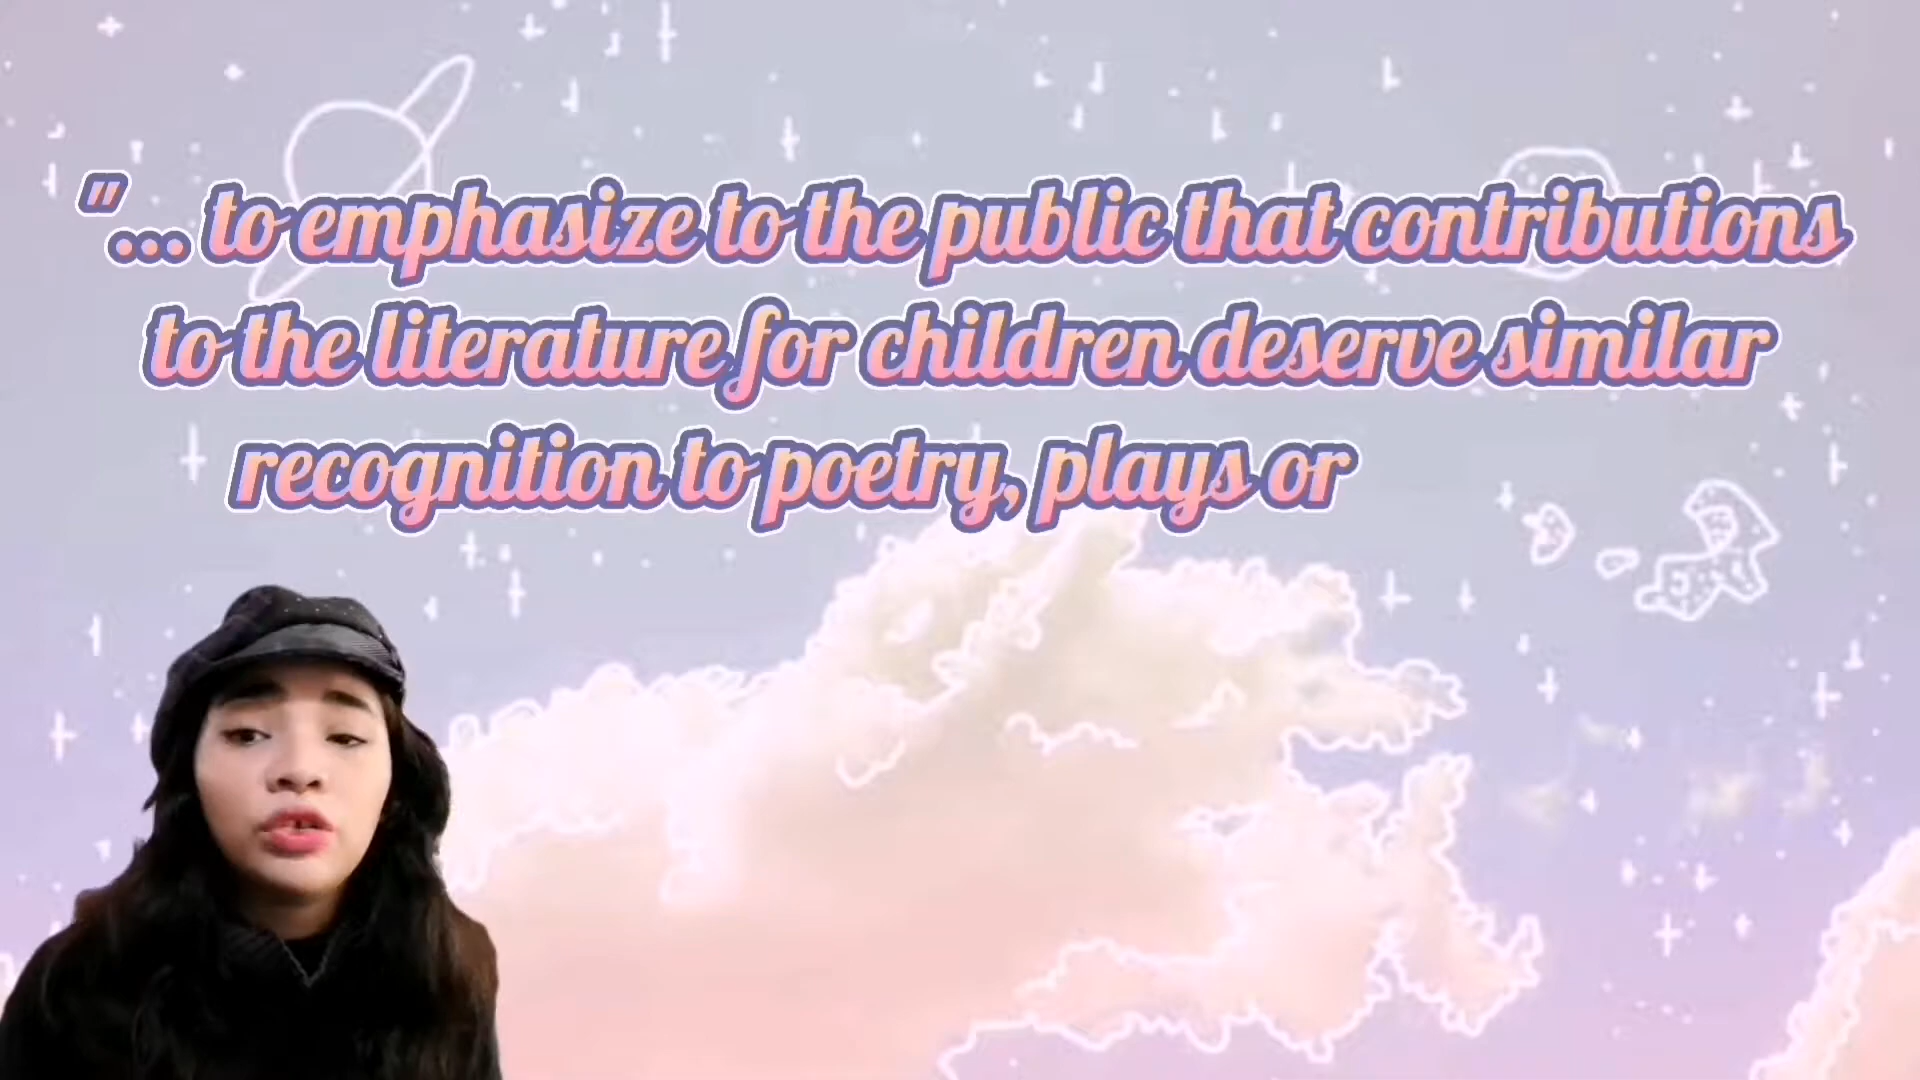 "... to emphasize to the public that contributions
to the literature for children deserve similar
recognition to poetry, plays or